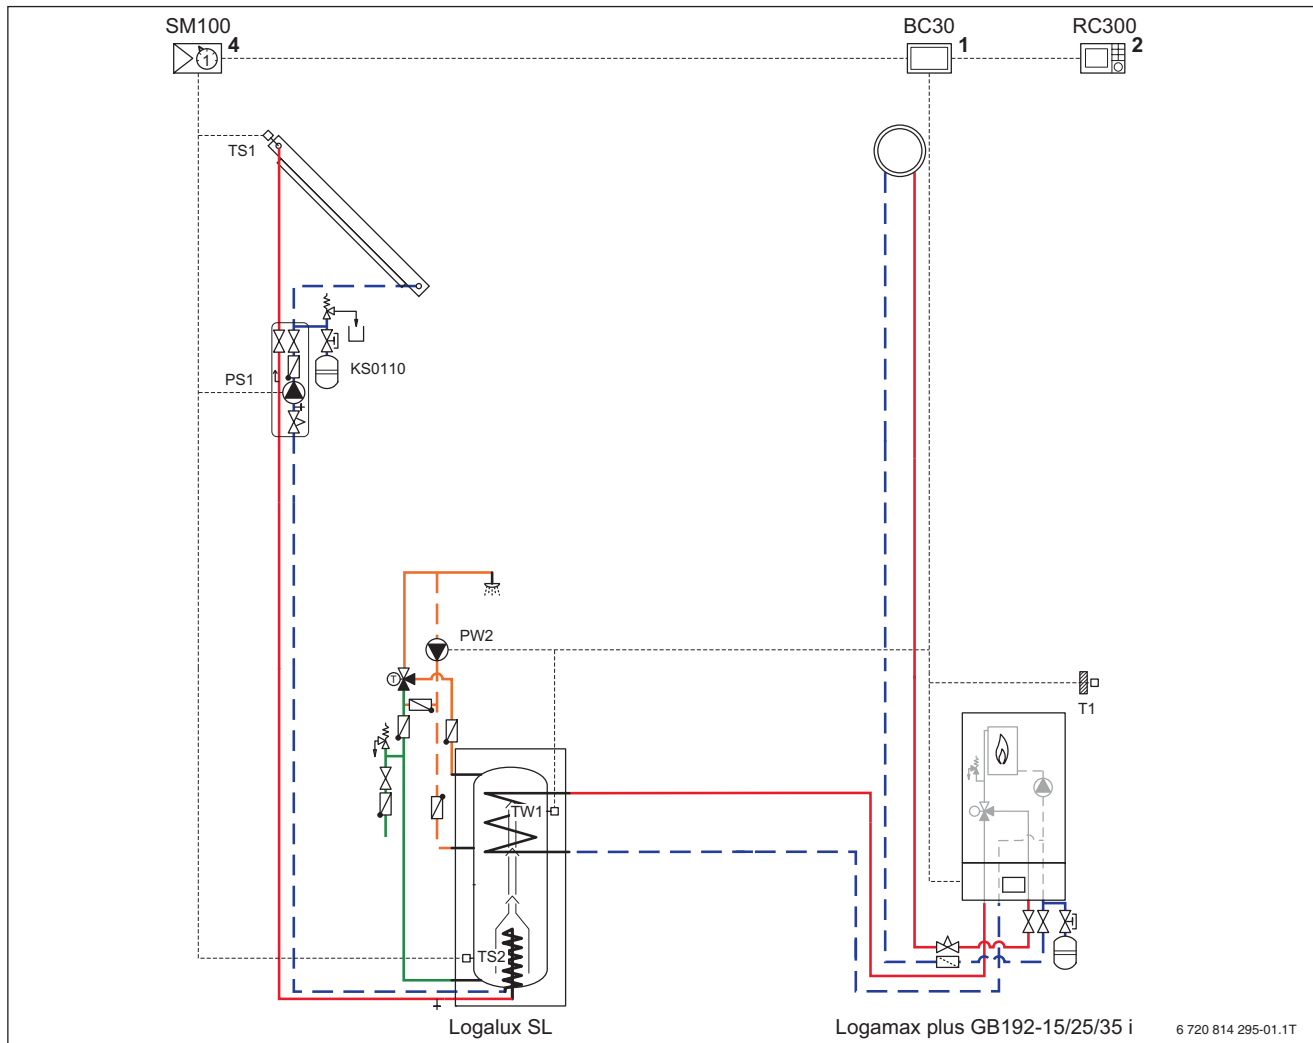 SM100
4
1
BC30
1
RC300
2
TS1
KS0110
PS1
PW2
T
T1
TW1
TS2
Logalux SL
Logamax plus GB192-15/25/35 i
6 720 814 295-01.1T